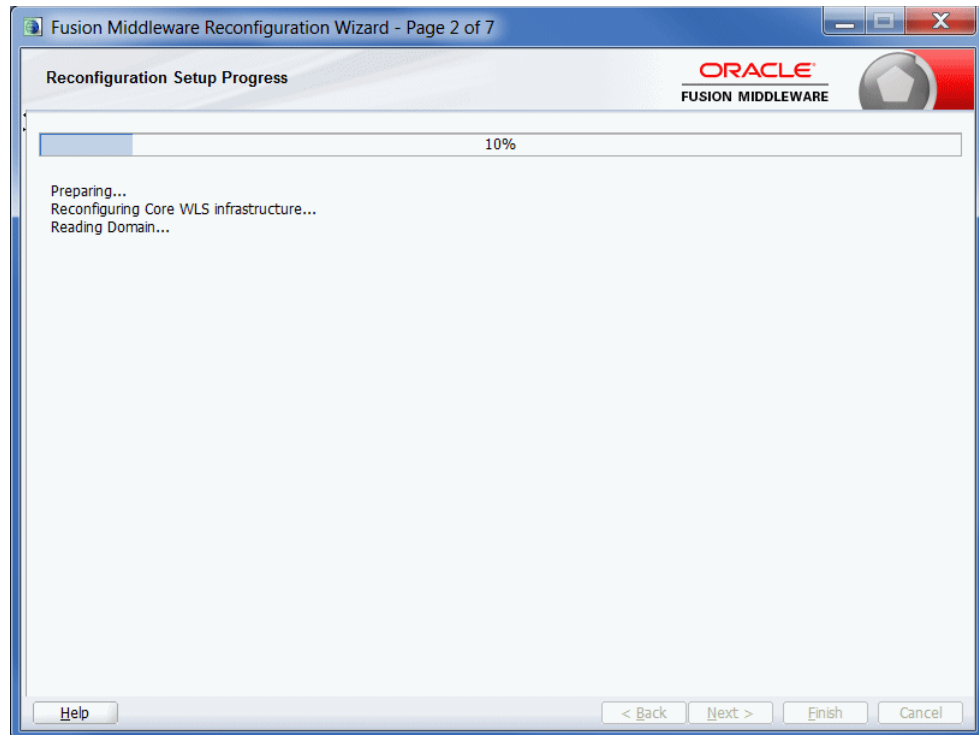 Fusion Middleware Reconfiguration Wizard - Page 2 of 7
Reconfiguration Setup Progress
ORACLE
FUSION MIDDLEWARE
10%
Preparing...
Reconfiguring Core WLS infrastructure...
Reading Domain...
Help
< Back
Next >
Finish
Cancel